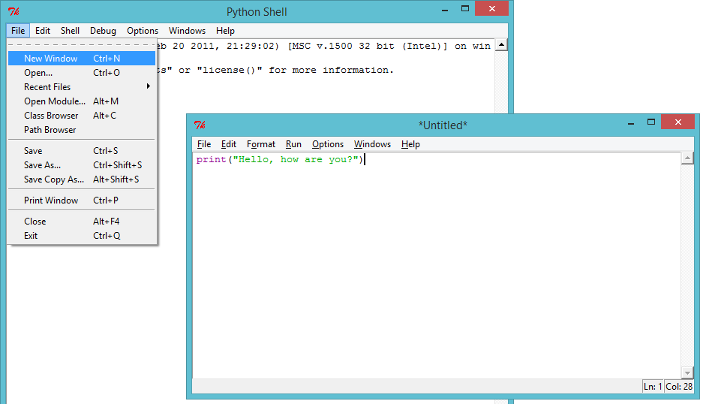 Python Shell
File Edit Shell Debug Options Windows Help
eb 20 2011, 21:29:02) [MSC v.1500 32 bit (Intel)] on win
ts" or "license()" for more information.
New Window Ctrl+N
Open... Ctrl+O
Recent Files
Open Module... Alt+M
Class Browser Alt+C
Path Browser
Save Ctrl+S
Save As... Ctrl+Shift+S
Save Copy As... Alt+Shift+S
Print Window Ctrl+P
Close Alt+F4
Exit Ctrl+Q
*Untitled*
File Edit Format Run Options Windows Help
print("Hello, how are you?")
Ln: 1 Col: 28